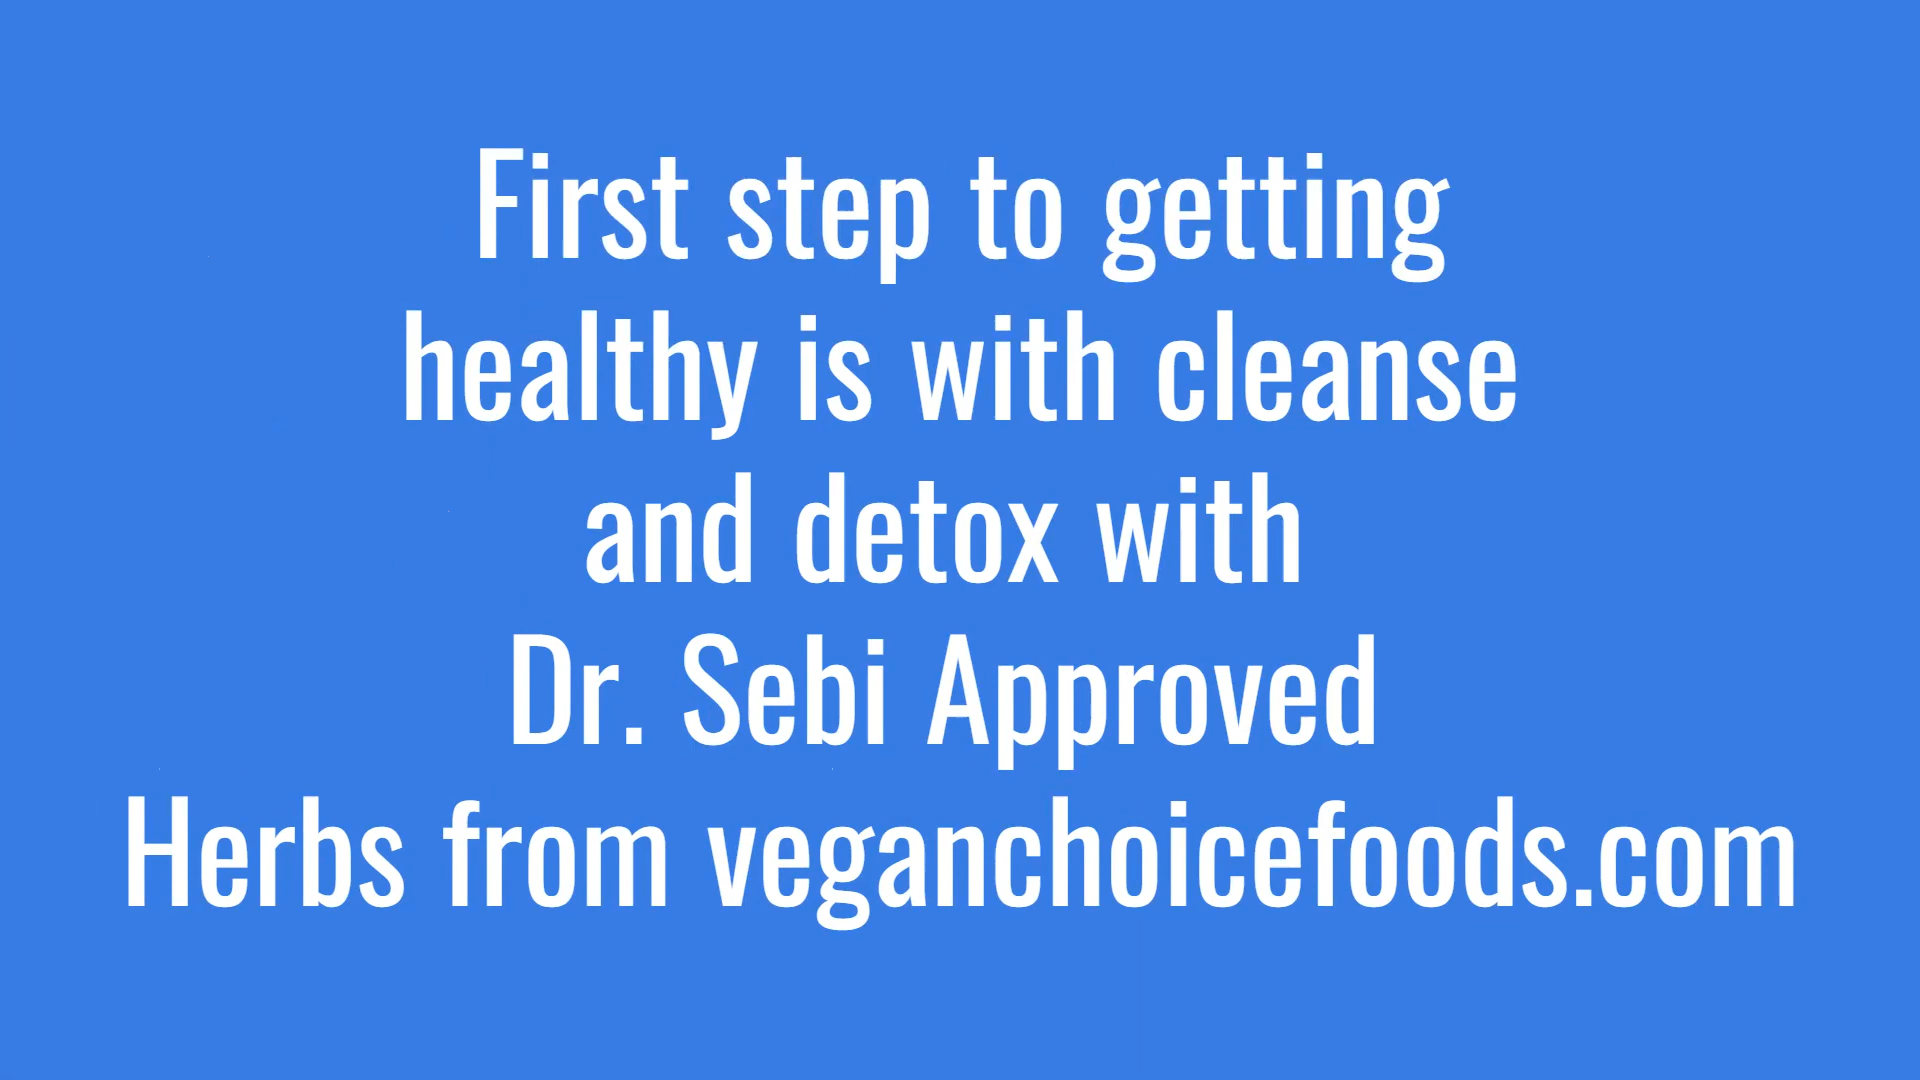 First step to getting
healthy is with cleanse
and detox with
Dr. Sebi Approved
Herbs from veganchoicefoods.com